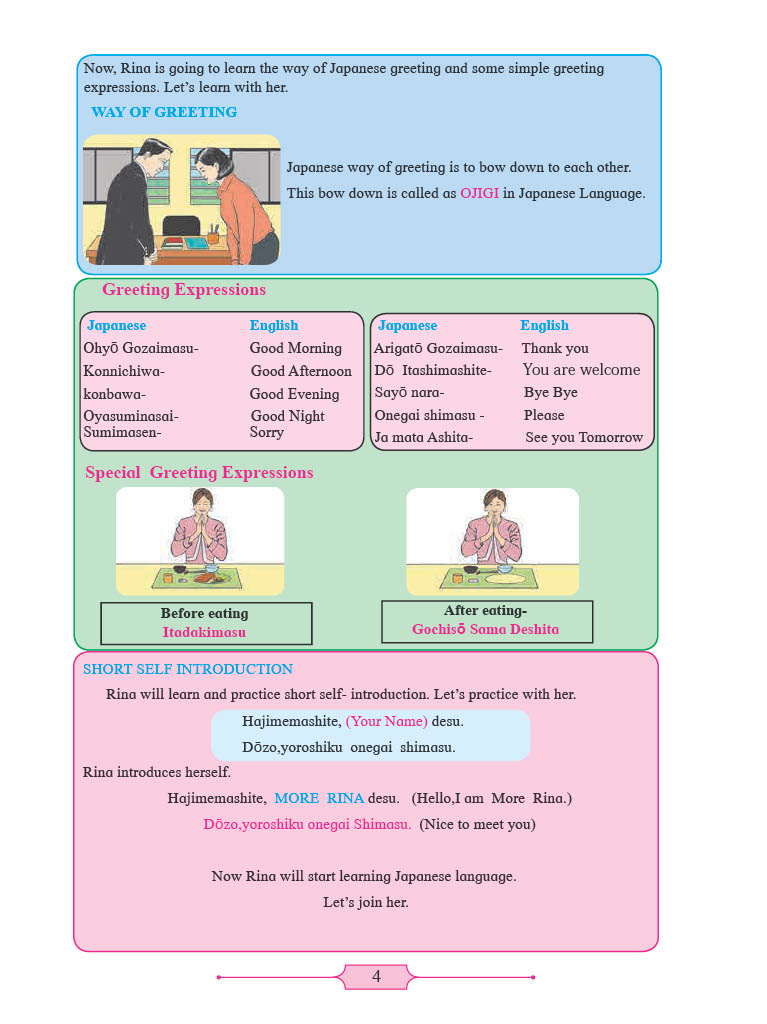 Now, Rina is going to learn the way of Japanese greeting and some simple greeting
expressions. Let’s learn with her.
WAY OF GREETING
Japanese way of greeting is to bow down to each other.
This bow down is called as OJIGI in Japanese Language.
Greeting Expressions
Japanese English
Ohyō Gozaimasu- Good Morning
Konnichiwa- Good Afternoon
konbawa- Good Evening
Oyasuminasai- Good Night
Sumimasen- Sorry
Japanese English
Arigatō Gozaimasu- Thank you
Dō Itashimashite- You are welcome
Sayō nara- Bye Bye
Onegai shimasu - Please
Ja mata Ashita- See you Tomorrow
Special Greeting Expressions
Before eating
Itadakimasu
After eating-
Gochisō Sama Deshita
SHORT SELF INTRODUCTION
Rina will learn and practice short self- introduction. Let’s practice with her.
Hajimemashite, (Your Name) desu.
Dōzo,yoroshiku onegai shimasu.
Rina introduces herself.
Hajimemashite, MORE RINA desu. (Hello,I am More Rina.)
Dōzo,yoroshiku onegai Shimasu. (Nice to meet you)
Now Rina will start learning Japanese language.
Let’s join her.
4